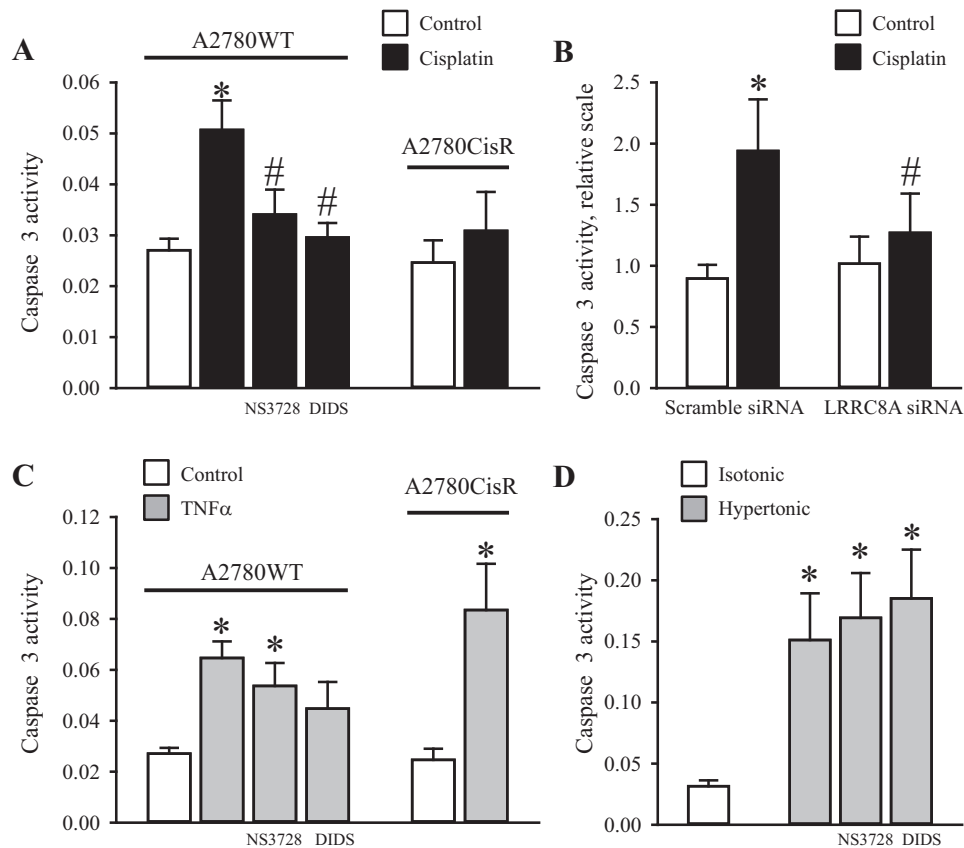 A
A2780WT
Control
Cisplatin
Caspase 3 activity
0.06
0.05
0.04
0.03
0.02
0.01
0.00
*
#
#
A2780CisR
NS3728 DIDS
B
Control
Cisplatin
Caspase 3 activity, relative scale
2.5
2.0
1.5
1.0
0.5
0.0
*
#
Scramble siRNA LRRC8A siRNA
C
Control
TNFα
A2780CisR
Caspase 3 activity
0.12
0.10
0.08
0.06
0.04
0.02
0.00
A2780WT
*
*
*
NS3728 DIDS
D
Isotonic
Hypertonic
Caspase 3 activity
0.25
0.20
0.15
0.10
0.05
0.00
*
*
*
NS3728 DIDS